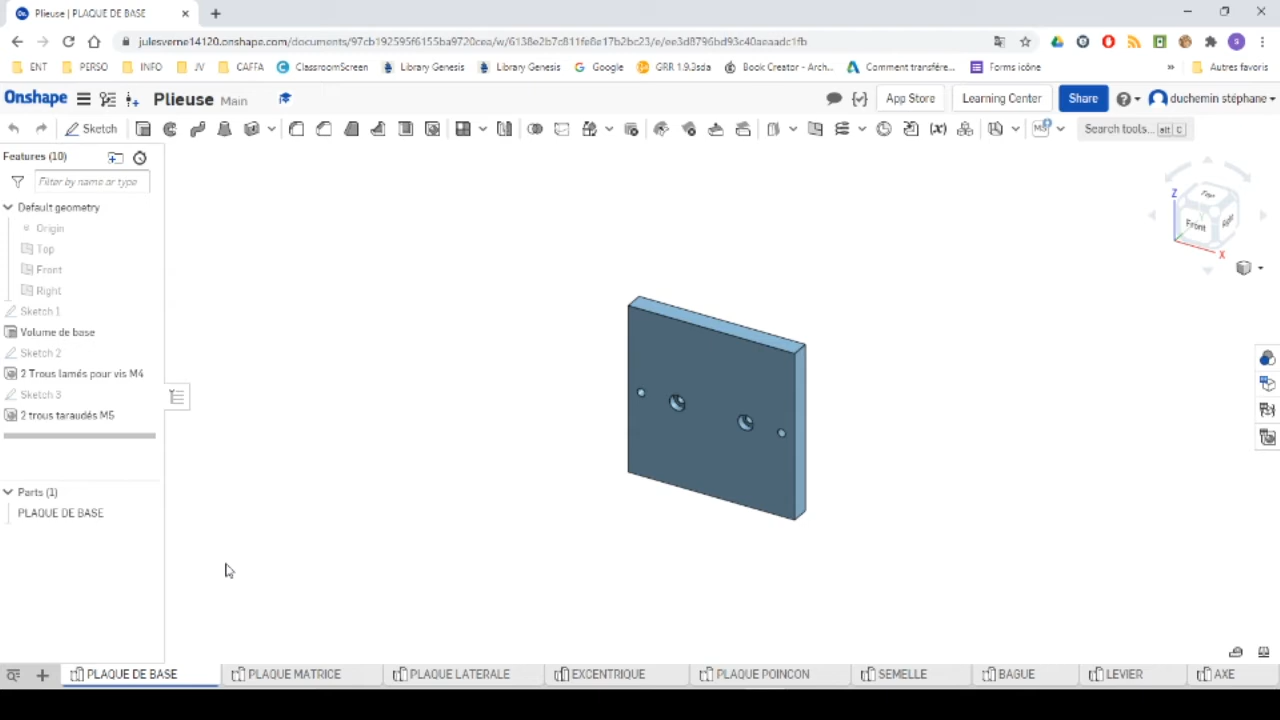 Plieuse | PLAQUE DE BASE
julesverne14120.onshape.com/documents/97cb192595f6155ba9720cea/w/6138e2b7c811fe8e17b2bc23/e/ee3d8796bd93c40aeaadc1fb
ENT PERSO INFO JV CAFFA ClassroomScreen Library Genesis Library Genesis Google GRR 1.9.3sda Book Creator - Arch... Comment transfére... Forms icône » Autres favoris
Onshape Plieuse Main App Store Learning Center Share duchemin stéphane
Sketch MS Search tools... alt C
Features (10)
Filter by name or type
Default geometry
Origin
Top
Front
Right
Sketch 1
Volume de base
Sketch 2
2 Trous lamés pour vis M4
Sketch 3
2 trous taraudés M5
Parts (1)
PLAQUE DE BASE
Z
Top
Front
Right
X
PLAQUE DE BASE PLAQUE MATRICE PLAQUE LATERALE EXCENTRIQUE PLAQUE POINCON SEMELLE BAGUE LEVIER AXE